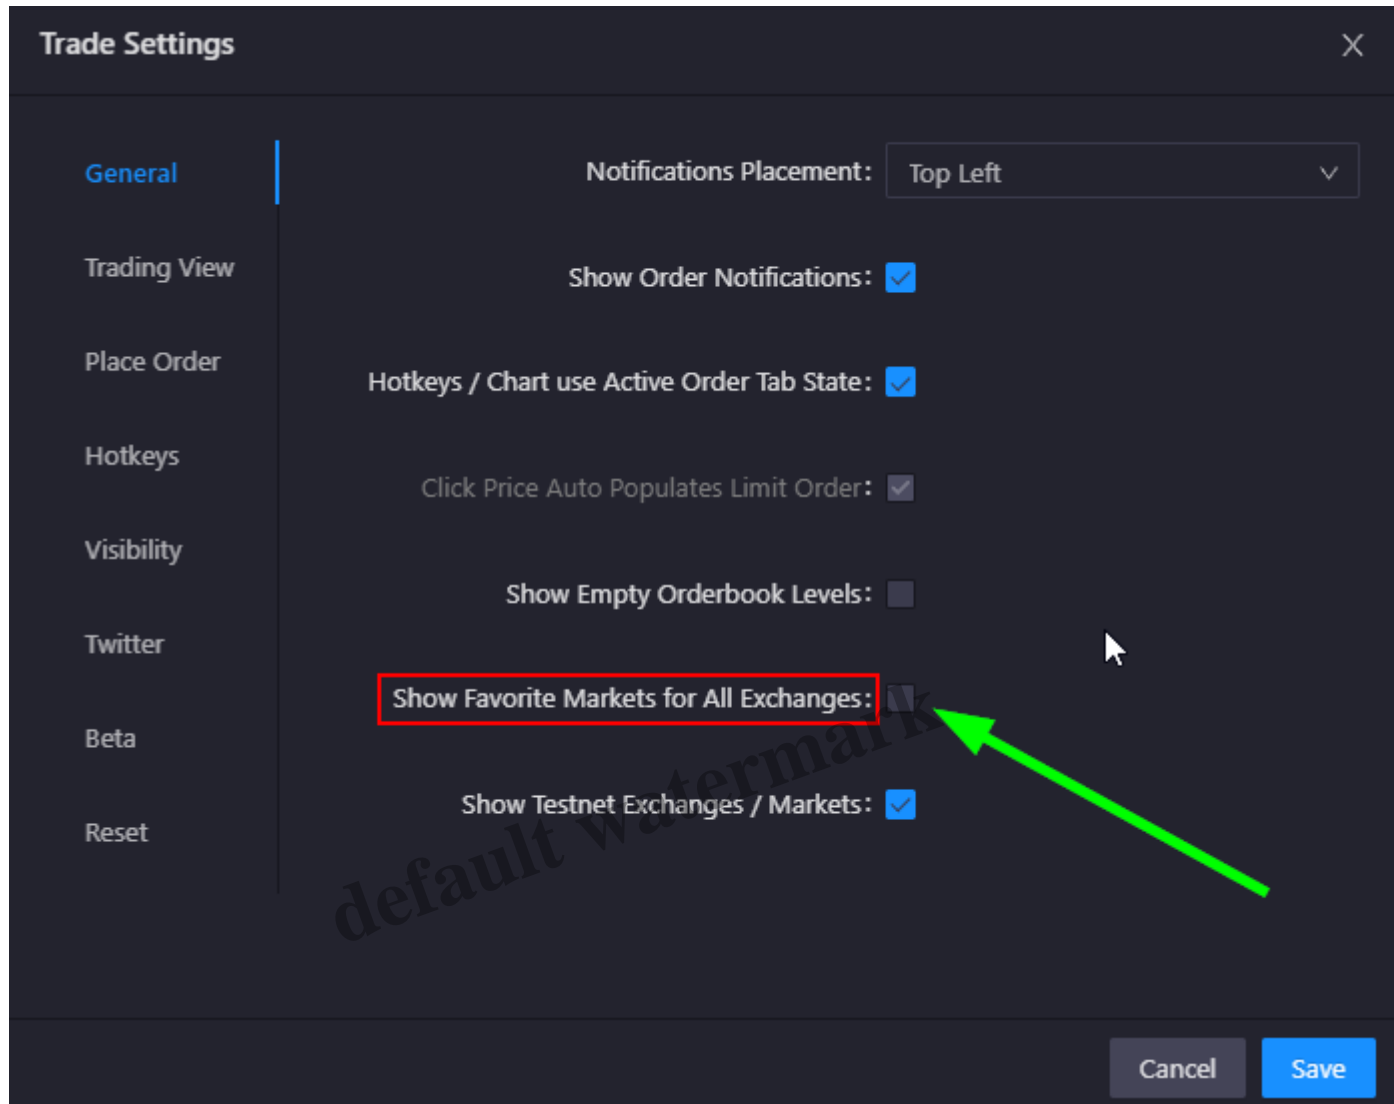 Trade Settings
General
Trading View
Place Order
Hotkeys
Visibility
Twitter
Beta
Reset
Notifications Placement: Top Left
Show Order Notifications:
Hotkeys / Chart use Active Order Tab State:
Click Price Auto Populates Limit Order:
Show Empty Orderbook Levels:
Show Favorite Markets for All Exchanges:
Show Testnet Exchanges / Markets:
default watermark
Cancel
Save